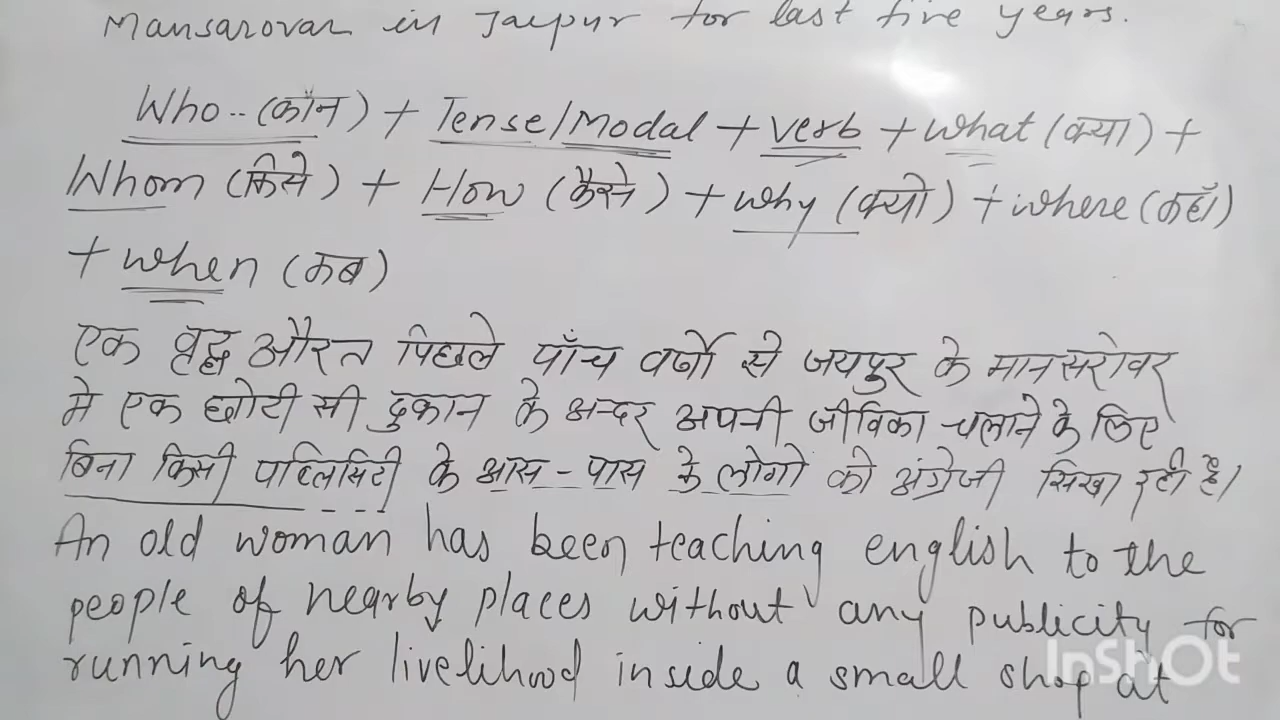 Mansarovar in Jaipur for last five years.
Who.. (कौन) + Tense/Modal + verb + what (क्या) +
Whom (किसे) + How (कैसे) + why (क्यो) + where (कहाँ)
+ when (कब)
एक वृद्ध औरत पिछले पाँच वर्षो से जयपुर के मानसरोवर
मे एक छोटी सी दुकान के अन्दर अपनी जीविका चलाने के लिए
बिना किसी पब्लिसिटी के आस-पास के लोगो को अंग्रेजी सिखा रही है।
An old woman has been teaching english to the
people of nearby places without any publicity for
running her livelihood inside a small shop at
InShOt